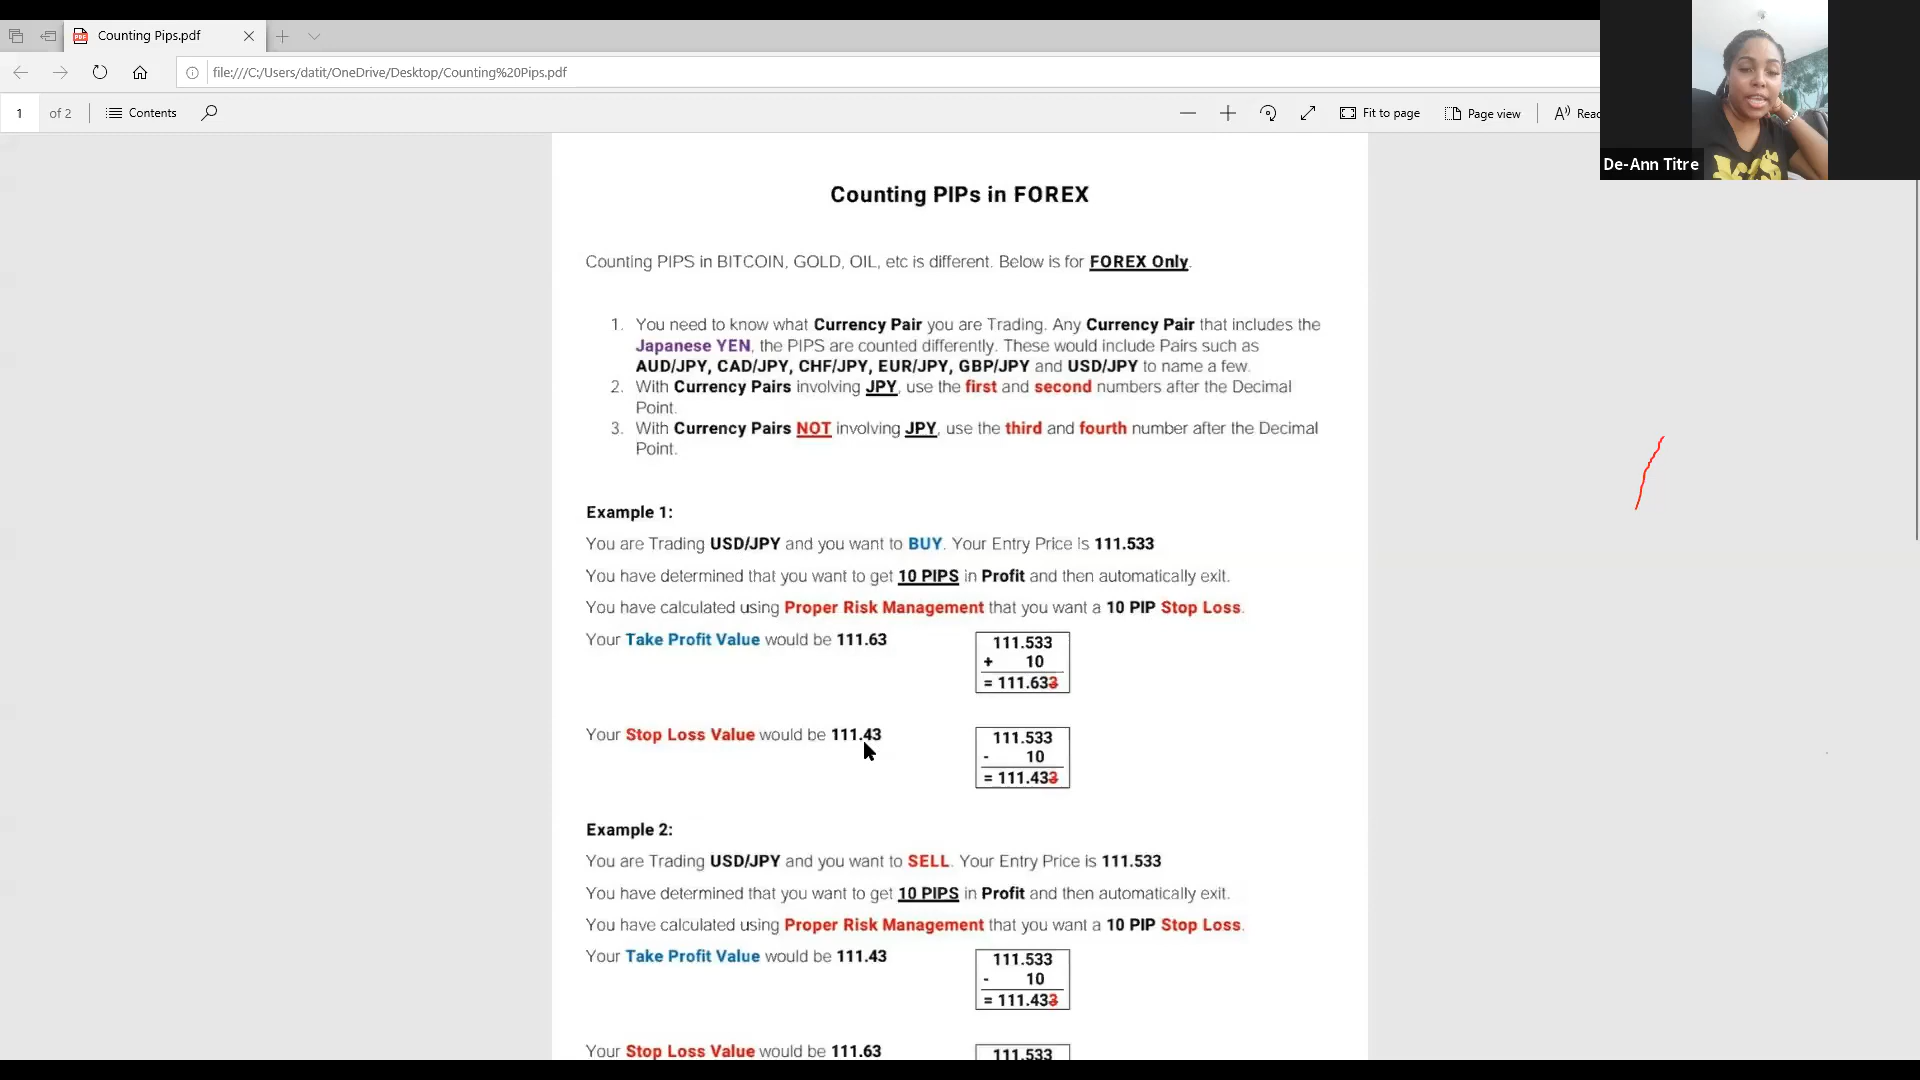 Counting Pips.pdf
file:///C:/Users/datit/OneDrive/Desktop/Counting%20Pips.pdf
1 of 2 Contents Fit to page Page view
De-Ann Titre
Counting PIPs in FOREX
Counting PIPS in BITCOIN, GOLD, OIL, etc is different. Below is for FOREX Only.
1. You need to know what Currency Pair you are Trading. Any Currency Pair that includes the
Japanese YEN, the PIPS are counted differently. These would include Pairs such as
AUD/JPY, CAD/JPY, CHF/JPY, EUR/JPY, GBP/JPY and USD/JPY to name a few.
2. With Currency Pairs involving JPY, use the first and second numbers after the Decimal
Point.
3. With Currency Pairs NOT involving JPY, use the third and fourth number after the Decimal
Point.
Example 1:
You are Trading USD/JPY and you want to BUY. Your Entry Price Is 111.533
You have determined that you want to get 10 PIPS in Profit and then automatically exit.
You have calculated using Proper Risk Management that you want a 10 PIP Stop Loss.
Your Take Profit Value would be 111.63
111.533
+ 10
= 111.633
Your Stop Loss Value would be 111.43
111.533
- 10
= 111.433
Example 2:
You are Trading USD/JPY and you want to SELL. Your Entry Price is 111.533
You have determined that you want to get 10 PIPS in Profit and then automatically exit.
You have calculated using Proper Risk Management that you want a 10 PIP Stop Loss.
Your Take Profit Value would be 111.43
111.533
- 10
= 111.433
Your Stop Loss Value would be 111.63
111.533